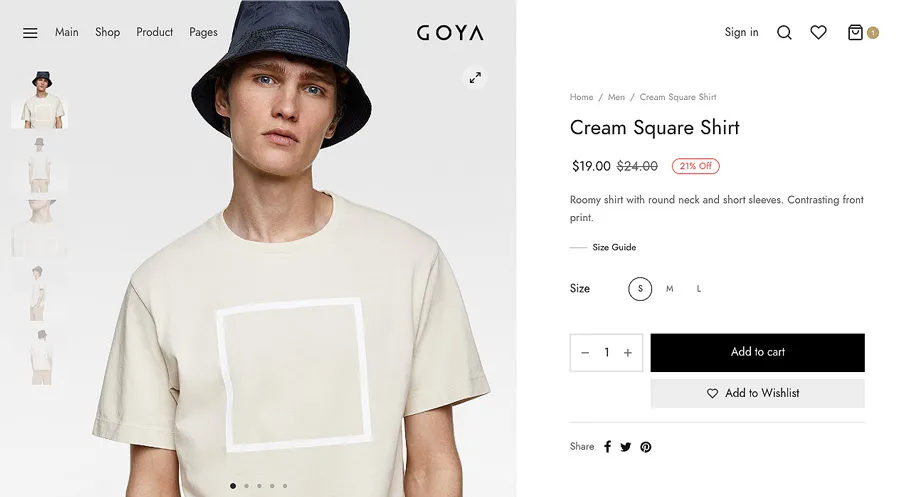 Main Shop Product Pages
GOYA
Sign in
1
Home / Men / Cream Square Shirt
Cream Square Shirt
$19.00 $24.00 21% Off
Roomy shirt with round neck and short sleeves. Contrasting front
print.
Size Guide
Size S M L
− 1 +
Add to cart
Add to Wishlist
Share